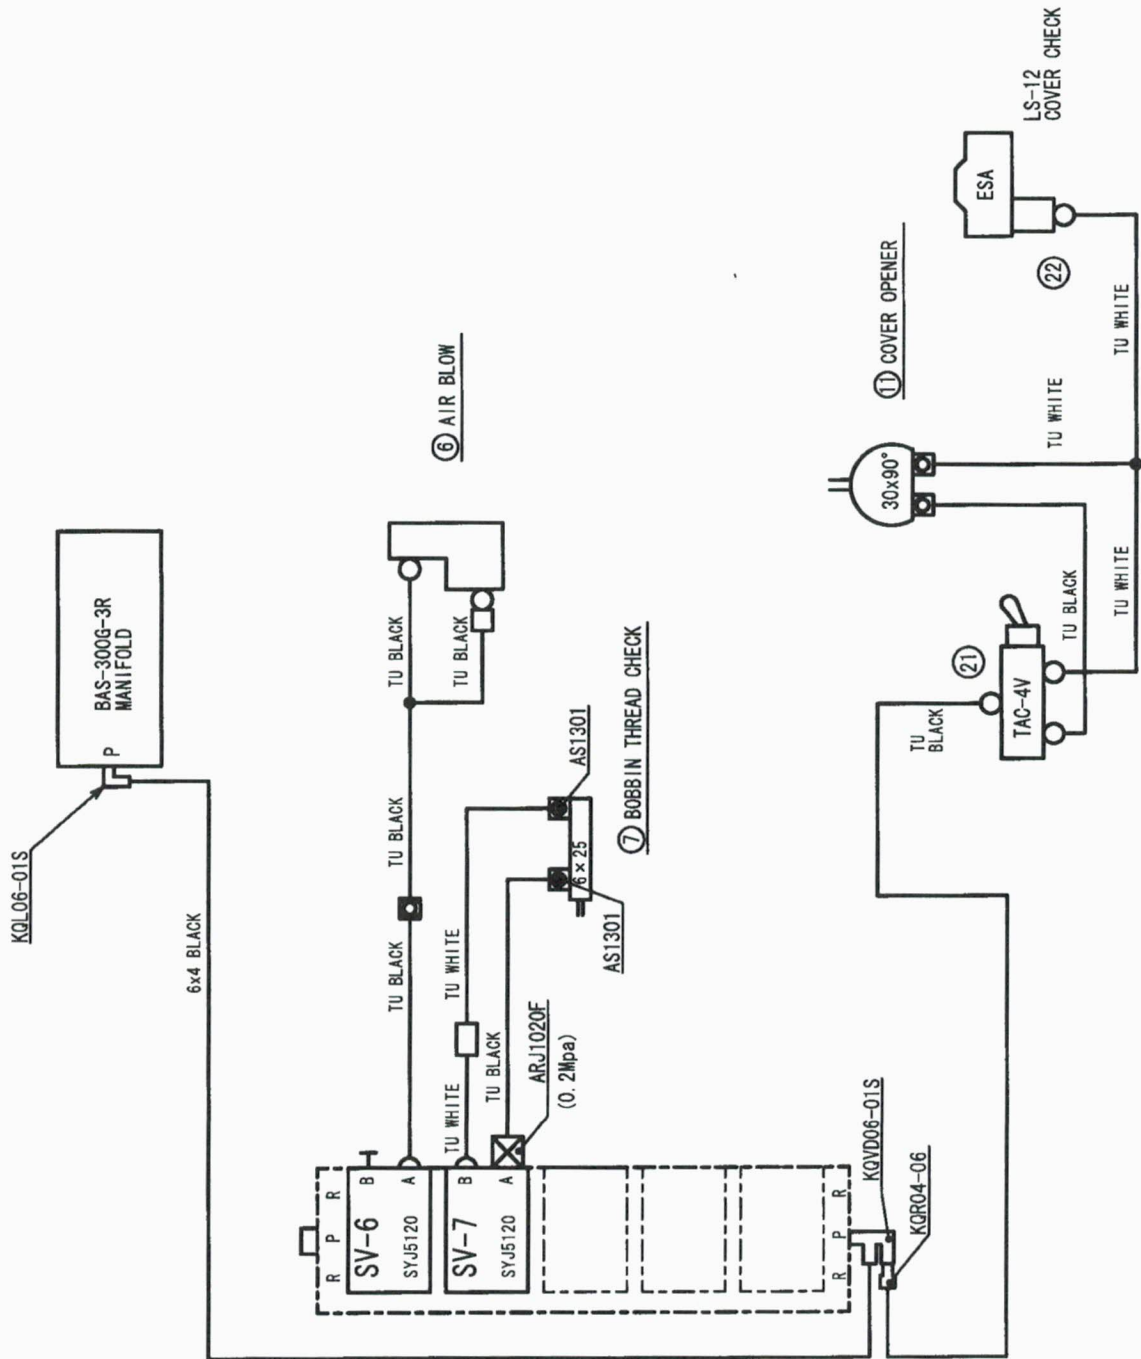 KQL06-01S
BAS-300G-3R
MANIFOLD
P
6x4 BLACK
⑥ AIR BLOW
TU BLACK
TU BLACK
TU BLACK
TU BLACK
⑦ BOBBIN THREAD CHECK
AS1301
AS1301
6×25
TU WHITE
TU WHITE
TU BLACK
ARJ1020F
(0.2Mpa)
R P R
SV-6
SYJ5120
B
A
SV-7
SYJ5120
B
A
R P R
KQVD06-01S
KQR04-06
LS-12
COVER CHECK
ESA
㉒
⑪ COVER OPENER
30x90°
TU WHITE
TU WHITE
TU WHITE
TU BLACK
㉑
TAC-4V
TU
BLACK